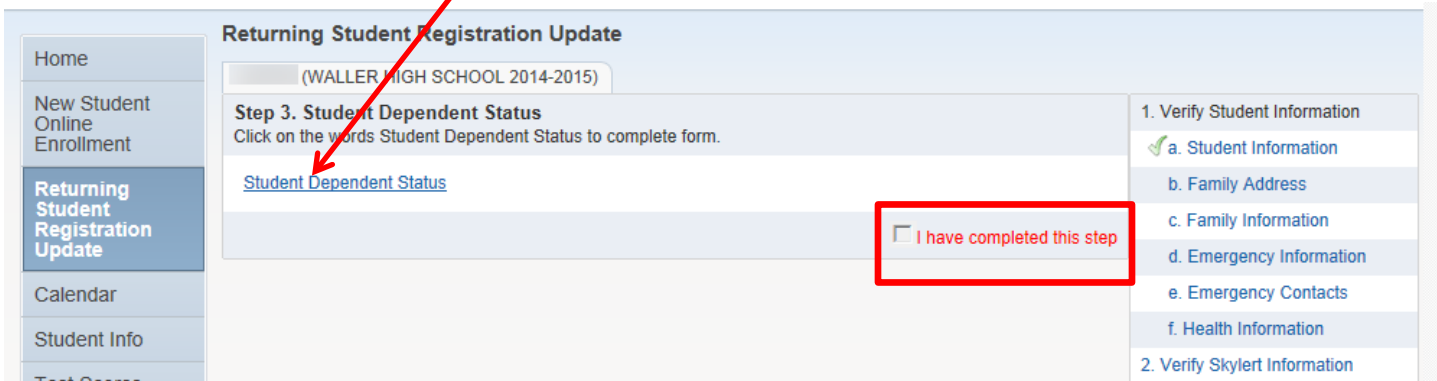 Home
New Student
Online
Enrollment
Returning
Student
Registration
Update
Calendar
Student Info
Test Scores
Returning Student Registration Update
(WALLER HIGH SCHOOL 2014-2015)
Step 3. Student Dependent Status
Click on the words Student Dependent Status to complete form.
Student Dependent Status
I have completed this step
1. Verify Student Information
a. Student Information
b. Family Address
c. Family Information
d. Emergency Information
e. Emergency Contacts
f. Health Information
2. Verify Skylert Information